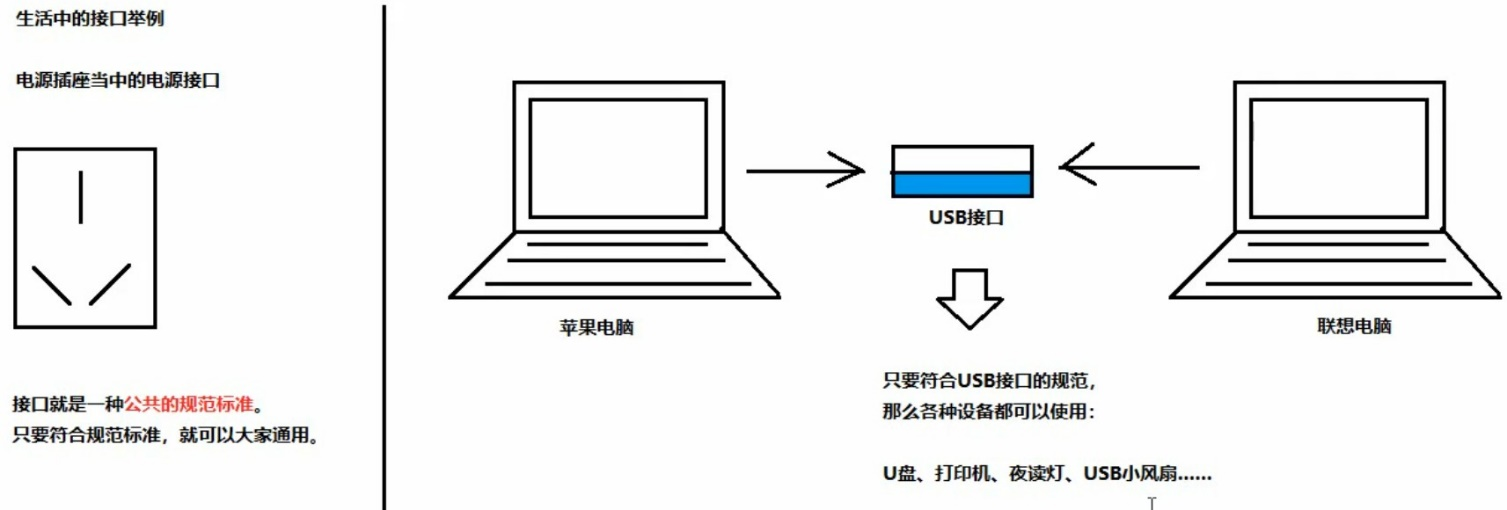 生活中的接口举例
电源插座当中的电源接口
接口就是一种公共的规范标准。
只要符合规范标准，就可以大家通用。
USB接口
苹果电脑
联想电脑
只要符合USB接口的规范，
那么各种设备都可以使用：
U盘、打印机、夜读灯、USB小风扇……